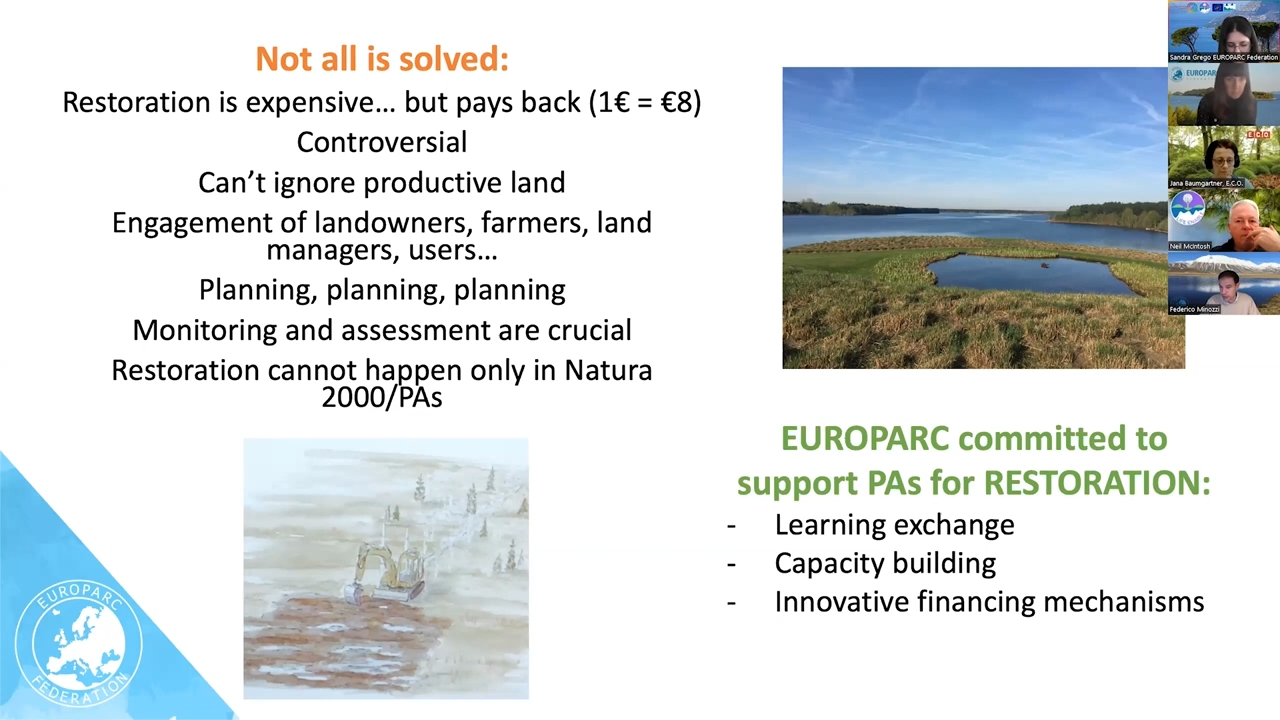 Not all is solved:
Restoration is expensive… but pays back (1€ = €8)
Controversial
Can’t ignore productive land
Engagement of landowners, farmers, land
managers, users…
Planning, planning, planning
Monitoring and assessment are crucial
Restoration cannot happen only in Natura
2000/PAs
EUROPARC committed to
support PAs for RESTORATION:
- Learning exchange
- Capacity building
- Innovative financing mechanisms
EUROPARC
FEDERATION
Sandra Grego EUROPARC Federation
E.C.O.
Jana Baumgartner, E.C.O.
Neil McIntosh
Federico Minozzi